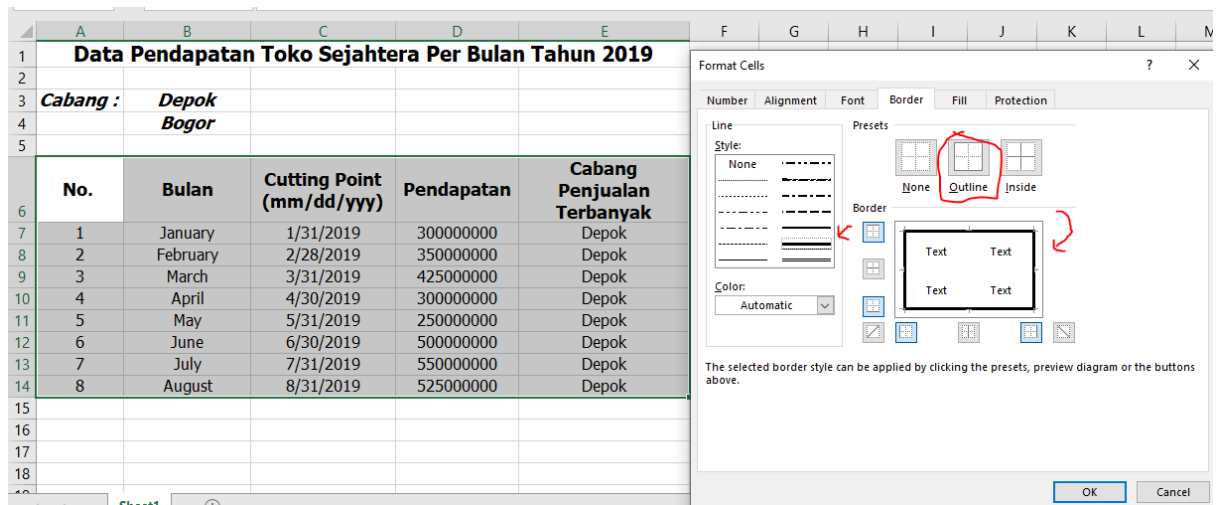 A B C D E F G H I J K L M
1 Data Pendapatan Toko Sejahtera Per Bulan Tahun 2019
2
3 Cabang : Depok
4 Bogor
5
6 No. Bulan Cutting Point (mm/dd/yyy) Pendapatan Cabang Penjualan Terbanyak
7 1 January 1/31/2019 300000000 Depok
8 2 February 2/28/2019 350000000 Depok
9 3 March 3/31/2019 425000000 Depok
10 4 April 4/30/2019 300000000 Depok
11 5 May 5/31/2019 250000000 Depok
12 6 June 6/30/2019 500000000 Depok
13 7 July 7/31/2019 550000000 Depok
14 8 August 8/31/2019 525000000 Depok
15
16
17
18
Sheet1
Format Cells ?
Number Alignment Font Border Fill Protection
Line
Style:
None
Color:
Automatic
Presets
None Outline Inside
Border
Text Text
Text Text
The selected border style can be applied by clicking the presets, preview diagram or the buttons
above.
OK Cancel